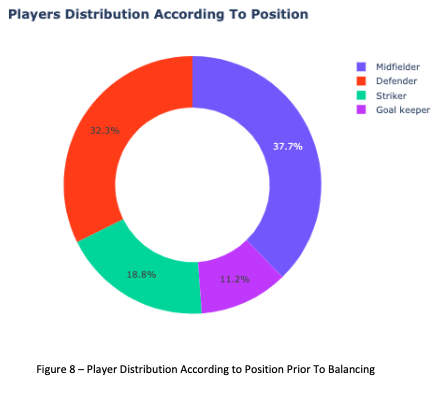 Players Distribution According To Position
Midfielder
Defender
Striker
Goal keeper
32.3%
37.7%
18.8%
11.2%
Figure 8 – Player Distribution According to Position Prior To Balancing